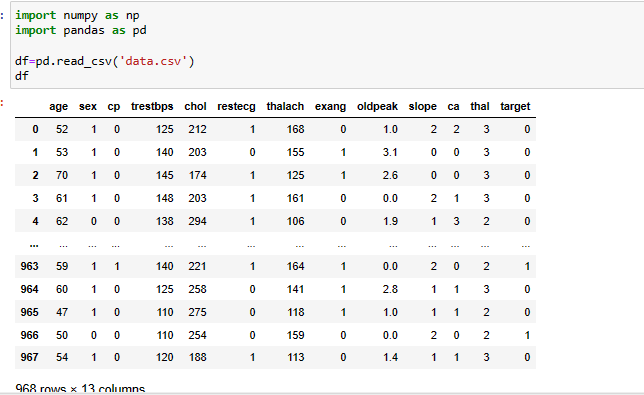 : import numpy as np
import pandas as pd
df=pd.read_csv('data.csv')
df
:
age sex cp trestbps chol restecg thalach exang oldpeak slope ca thal target
0 52 1 0 125 212 1 168 0 1.0 2 2 3 0
1 53 1 0 140 203 0 155 1 3.1 0 0 3 0
2 70 1 0 145 174 1 125 1 2.6 0 0 3 0
3 61 1 0 148 203 1 161 0 0.0 2 1 3 0
4 62 0 0 138 294 1 106 0 1.9 1 3 2 0
... ... ... ... ... ... ... ... ... ... ... ... ... ...
963 59 1 1 140 221 1 164 1 0.0 2 0 2 1
964 60 1 0 125 258 0 141 1 2.8 1 1 3 0
965 47 1 0 110 275 0 118 1 1.0 1 1 2 0
966 50 0 0 110 254 0 159 0 0.0 2 0 2 1
967 54 1 0 120 188 1 113 0 1.4 1 1 3 0
968 rows × 13 columns